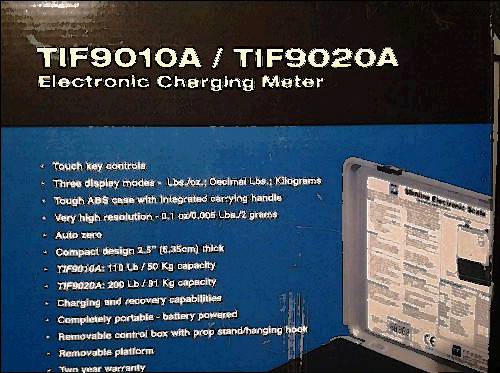 TIF9010A / TIF9020A
Electronic Charging Meter
• Touch key controls
• Three display modes - Lbs./oz.; Decimal Lbs.; Kilograms
• Tough ABS case with integrated carrying handle
• Very high resolution - 0.1 oz/0.005 Lbs./2 grams
• Auto zero
• Compact design 2.5" (6.35cm) thick
• TIF9010A: 110 Lb / 50 Kg capacity
• TIF9020A: 200 Lb / 91 Kg capacity
• Charging and recovery capabilities
• Completely portable - battery powered
• Removable control box with prop stand/hanging hook
• Removable platform
• Two year warranty
Slimline Electronic Scale
CE